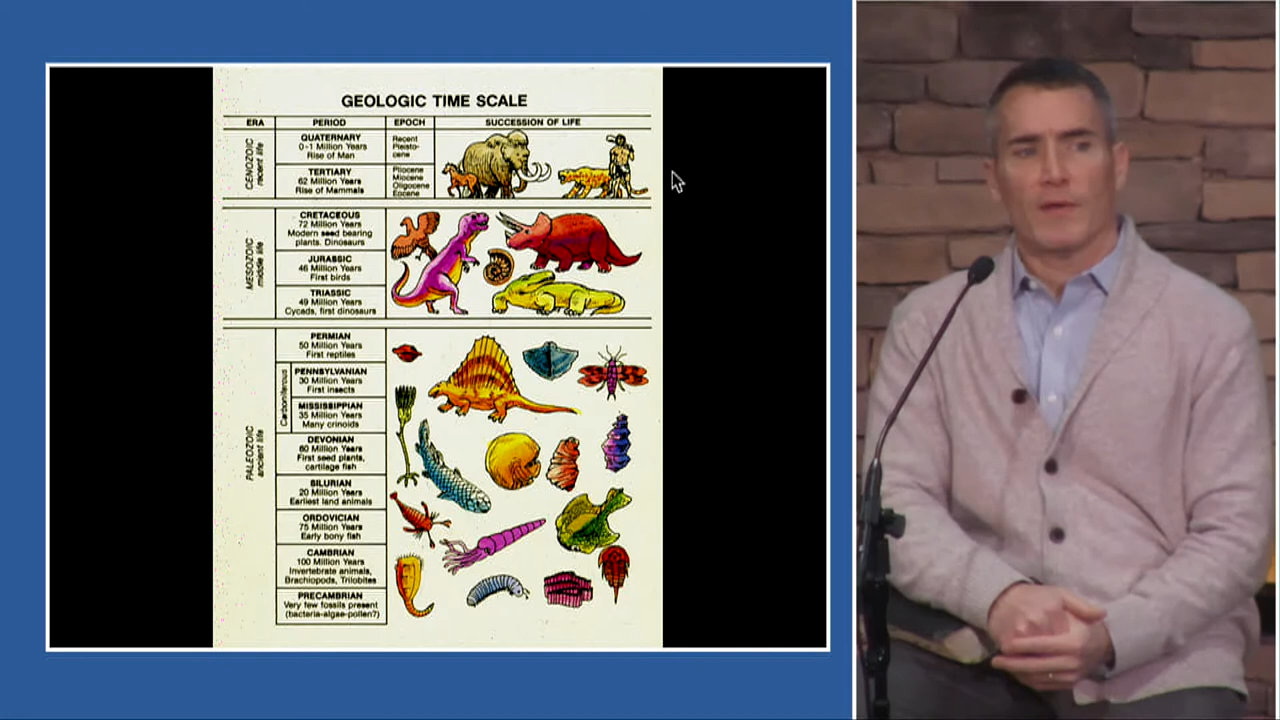 GEOLOGIC TIME SCALE
ERA PERIOD EPOCH SUCCESSION OF LIFE
CENOZOIC
recent life
QUATERNARY
0-1 Million Years
Rise of Man
Recent
Pleisto-
cene
TERTIARY
62 Million Years
Rise of Mammals
Pliocene
Miocene
Oligocene
Eocene
MESOZOIC
middle life
CRETACEOUS
72 Million Years
Modern seed bearing
plants. Dinosaurs
JURASSIC
46 Million Years
First birds
TRIASSIC
49 Million Years
Cycads, first dinosaurs
PALEOZOIC
ancient life
PERMIAN
50 Million Years
First reptiles
Carboniferous
PENNSYLVANIAN
30 Million Years
First insects
MISSISSIPPIAN
35 Million Years
Many crinoids
DEVONIAN
60 Million Years
First seed plants,
cartilage fish
SILURIAN
20 Million Years
Earliest land animals
ORDOVICIAN
75 Million Years
Early bony fish
CAMBRIAN
100 Million Years
Invertebrate animals,
Brachiopods, Trilobites
PRECAMBRIAN
Very few fossils present
(bacteria-algae-pollen?)